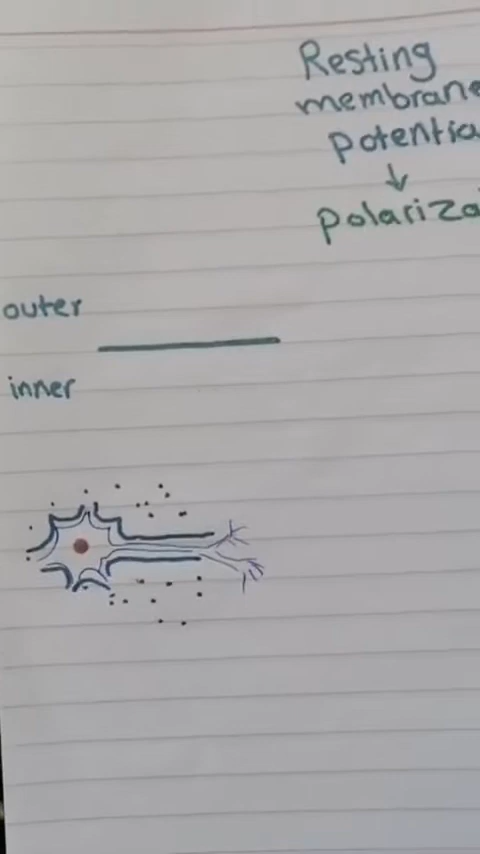 Resting
membrane
potentia
polariza
outer
inner